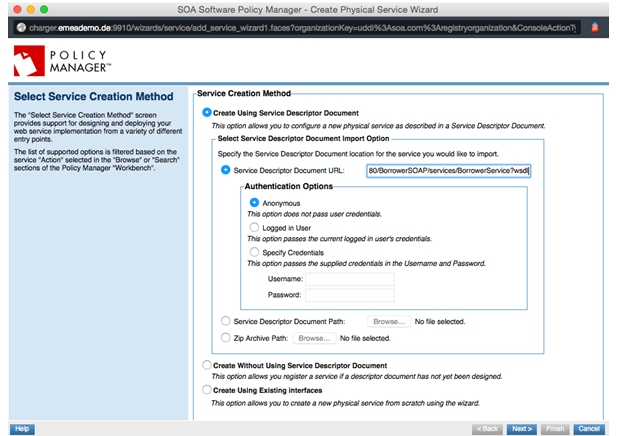 SOA Software Policy Manager - Create Physical Service Wizard
charger.emeademo.de:9910/wizards/service/add_service_wizard1.faces?organizationKey=uddi%3Asoa.com%3Aregistryorganization&ConsoleAction
POLICY
MANAGER™
Select Service Creation Method
The "Select Service Creation Method" screen
provides support for designing and deploying your
web service implementation from a variety of different
entry points.
The list of supported options is filtered based on the
service "Action" selected in the "Browse" or "Search"
sections of the Policy Manager "Workbench".
Service Creation Method
Create Using Service Descriptor Document
This option allows you to configure a new physical service as described in a Service Descriptor Document.
Select Service Descriptor Document Import Option
Specify the Service Descriptor Document location for the service you would like to import.
Service Descriptor Document URL: 80/BorrowerSOAP/services/BorrowerService?wsdl
Authentication Options
Anonymous
This option does not pass user credentials.
Logged in User
This option passes the current logged in user's credentials.
Specify Credentials
This option passes the supplied credentials in the Username and Password.
Username:
Password:
Service Descriptor Document Path: Browse... No file selected.
Zip Archive Path: Browse... No file selected.
Create Without Using Service Descriptor Document
This option allows you register a service if a descriptor document has not yet been designed.
Create Using Existing interfaces
This option allows you to create a new physical service from scratch using the wizard.
Help < Back Next > Finish Cancel